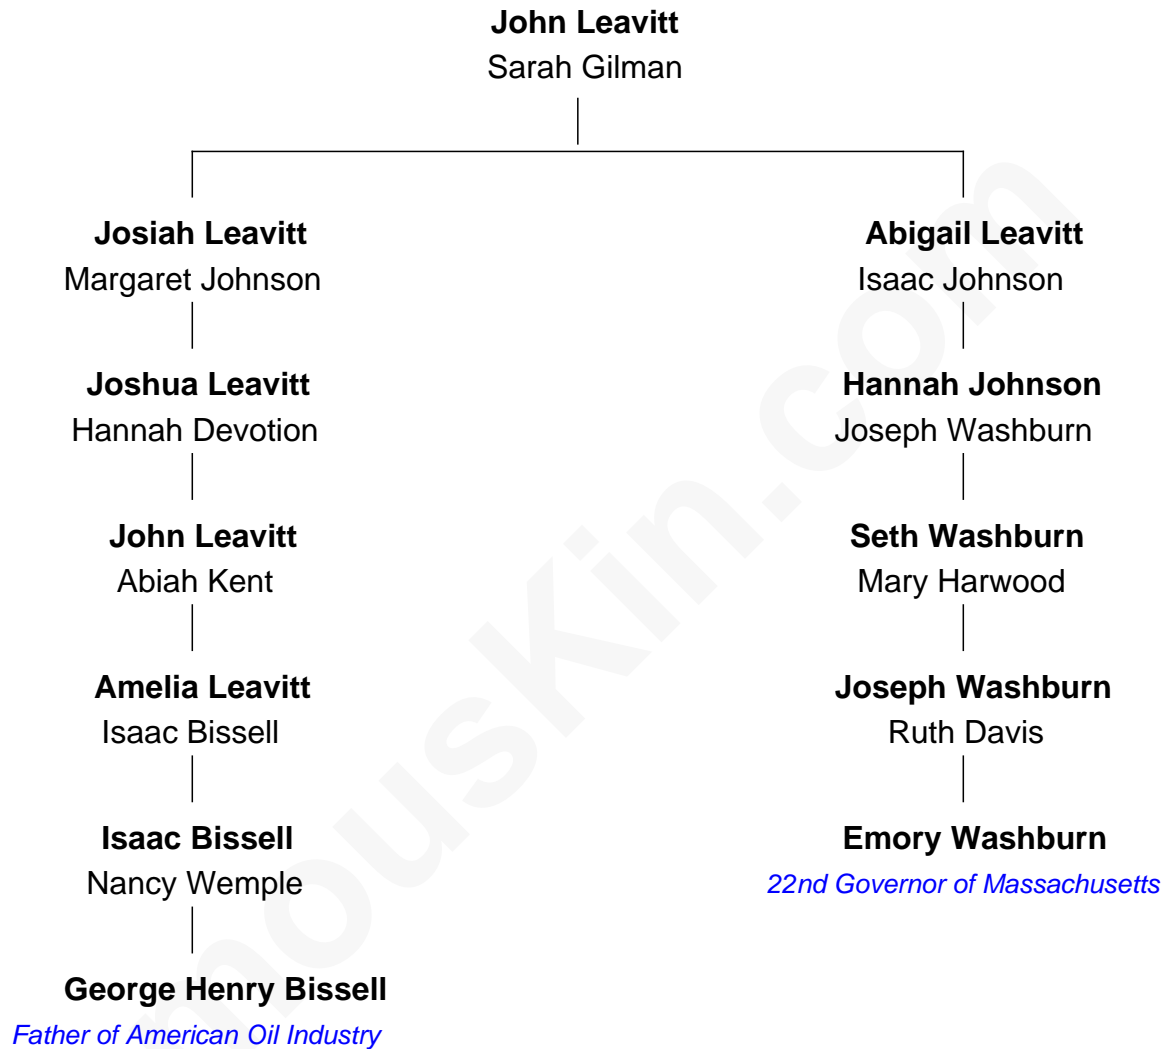 John Leavitt
Sarah Gilman
Josiah Leavitt
Margaret Johnson
Abigail Leavitt
Isaac Johnson
Joshua Leavitt
Hannah Devotion
Hannah Johnson
Joseph Washburn
John Leavitt
Abiah Kent
Seth Washburn
Mary Harwood
Amelia Leavitt
Isaac Bissell
Joseph Washburn
Ruth Davis
Isaac Bissell
Nancy Wemple
Emory Washburn
22nd Governor of Massachusetts
George Henry Bissell
Father of American Oil Industry
mouskin.com